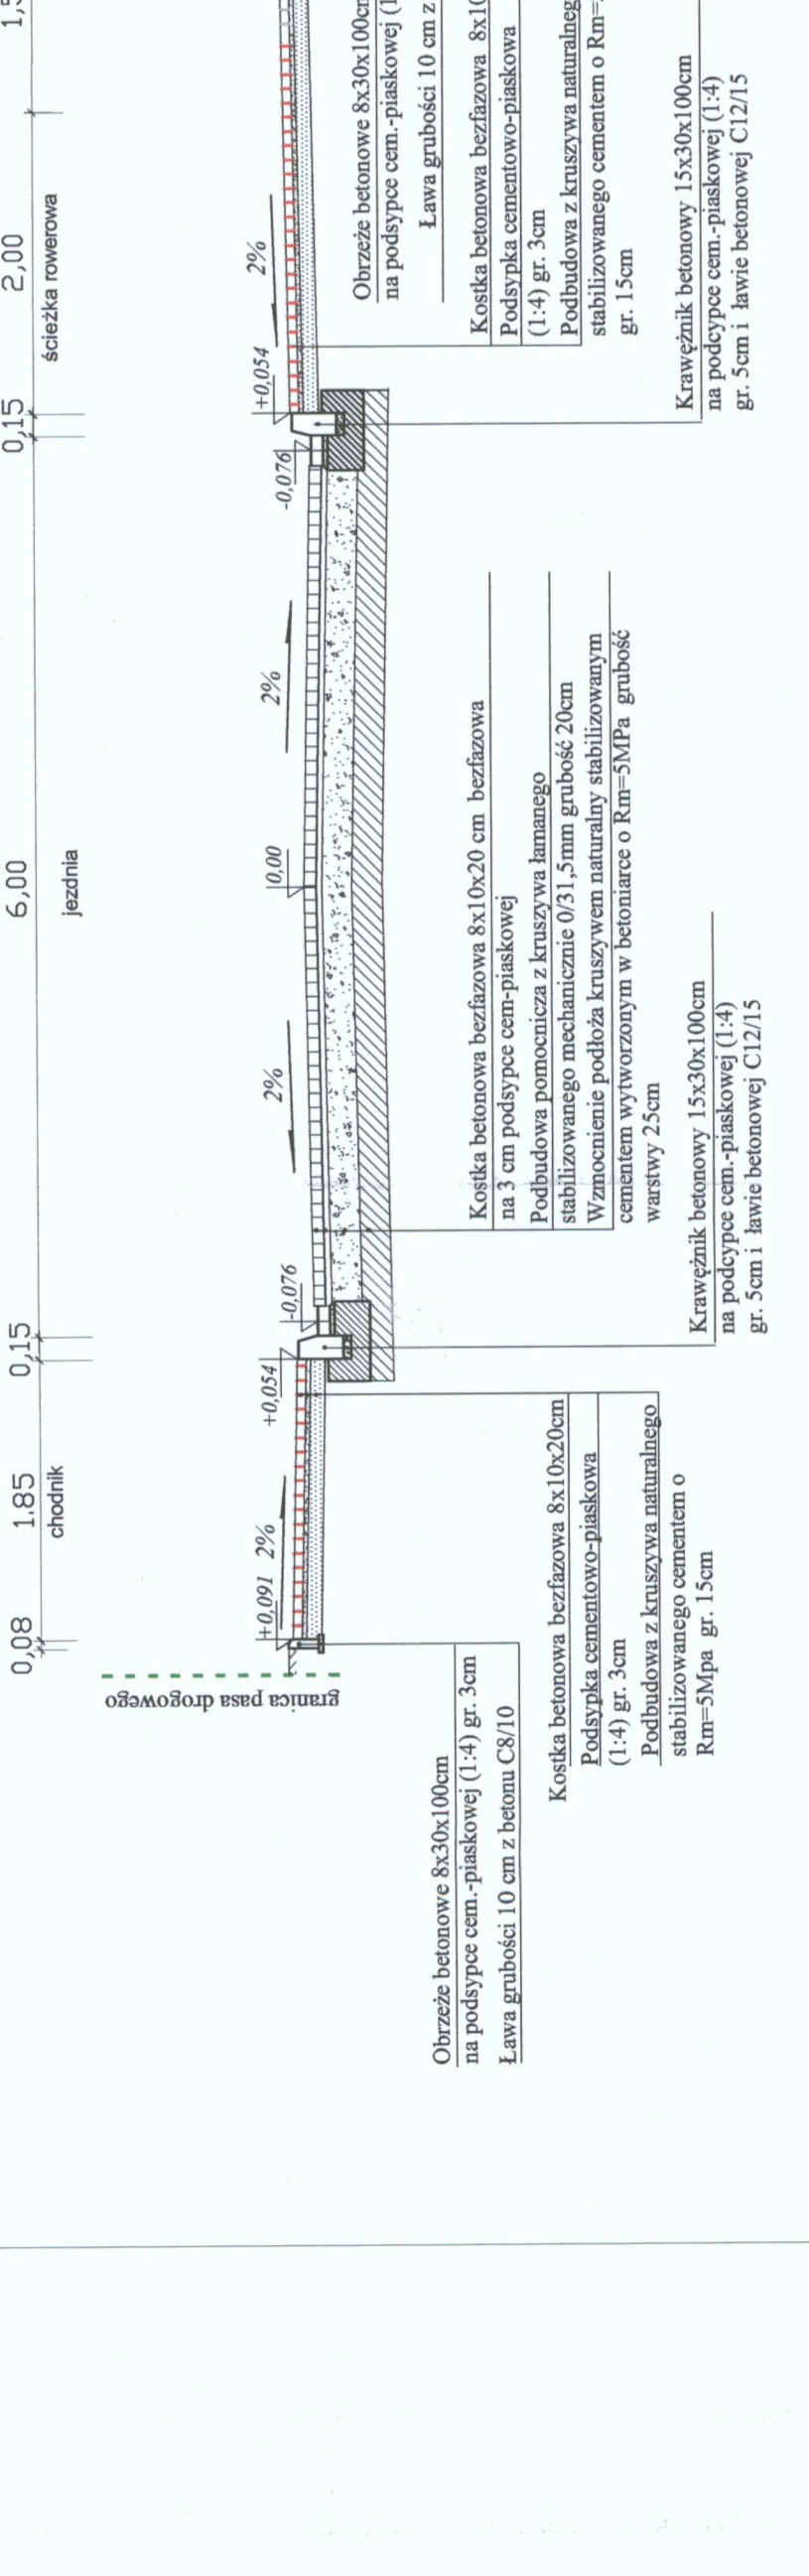 0,08
1.85
0,15
6,00
0,15
2,00
chodnik
jezdnia
ścieżka rowerowa
granica pasa drogowego
+0,091
2%
+0,054
-0,076
2%
0,00
2%
-0,076
+0,054
2%
Obrzeże betonowe 8x30x100cm
na podsypce cem.-piaskowej (1:4) gr. 3cm
Ława grubości 10 cm z betonu C8/10
Kostka betonowa bezfazowa 8x10x20cm
Podsypka cementowo-piaskowa
(1:4) gr. 3cm
Podbudowa z kruszywa naturalnego
stabilizowanego cementem o
Rm=5Mpa gr. 15cm
Krawężnik betonowy 15x30x100cm
na podcypce cem.-piaskowej (1:4)
gr. 5cm i ławie betonowej C12/15
Kostka betonowa bezfazowa 8x10x20 cm bezfazowa
na 3 cm podsypce cem-piaskowej
Podbudowa pomocnicza z kruszywa łamanego
stabilizowanego mechanicznie 0/31,5mm grubość 20cm
Wzmocnienie podłoża kruszywem naturalny stabilizowanym
cementem wytworzonym w betoniarce o Rm=5MPa grubość
warstwy 25cm
Obrzeże betonowe 8x30x100cm
na podsypce cem.-piaskowej
Ława grubości 10 cm z
Kostka betonowa bezfazowa
Podsypka cementowo-piaskowa
(1:4) gr. 3cm
Podbudowa z kruszywa
stabilizowanego cementem o
gr. 15cm
Krawężnik betonowy 15x30x100cm
na podcypce cem.-piaskowej (1:4)
gr. 5cm i ławie betonowej C12/15